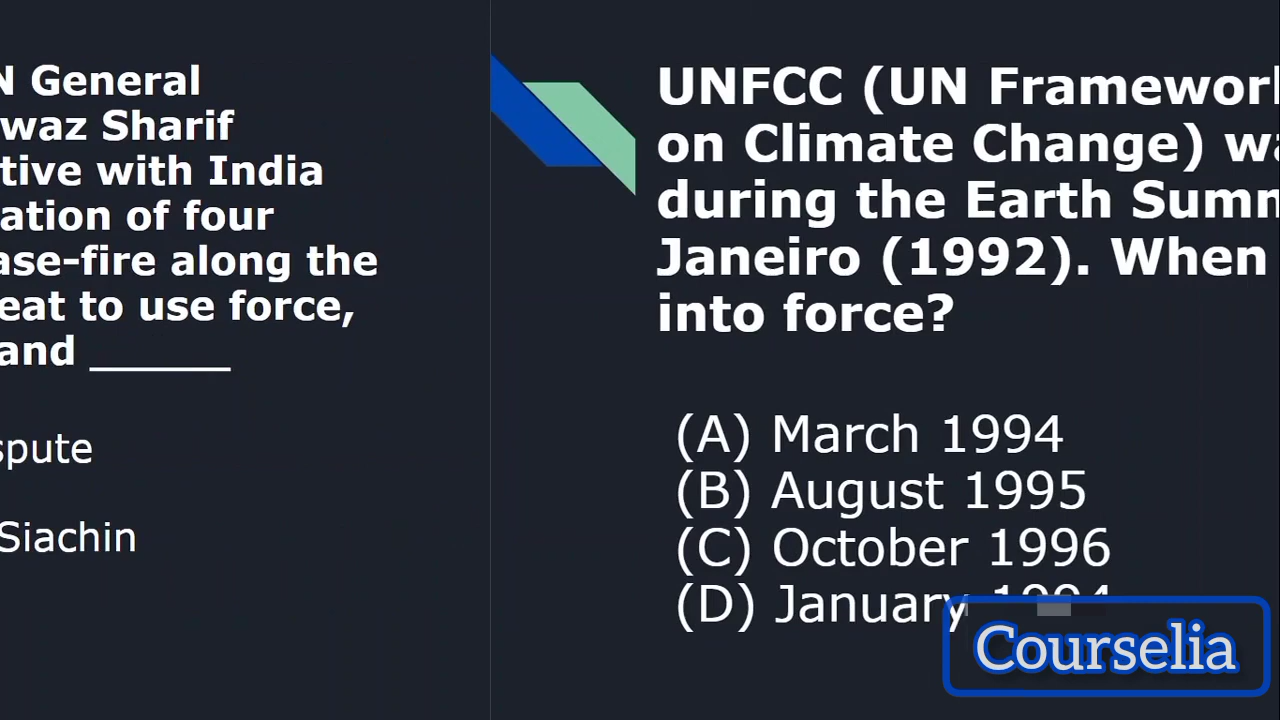 N General
waz Sharif
tive with India
ation of four
ase-fire along the
eat to use force,
and ______
spute
Siachin
UNFCC (UN Framework
on Climate Change) wa
during the Earth Summ
Janeiro (1992). When
into force?
(A) March 1994
(B) August 1995
(C) October 1996
(D) January 1994
Courselia